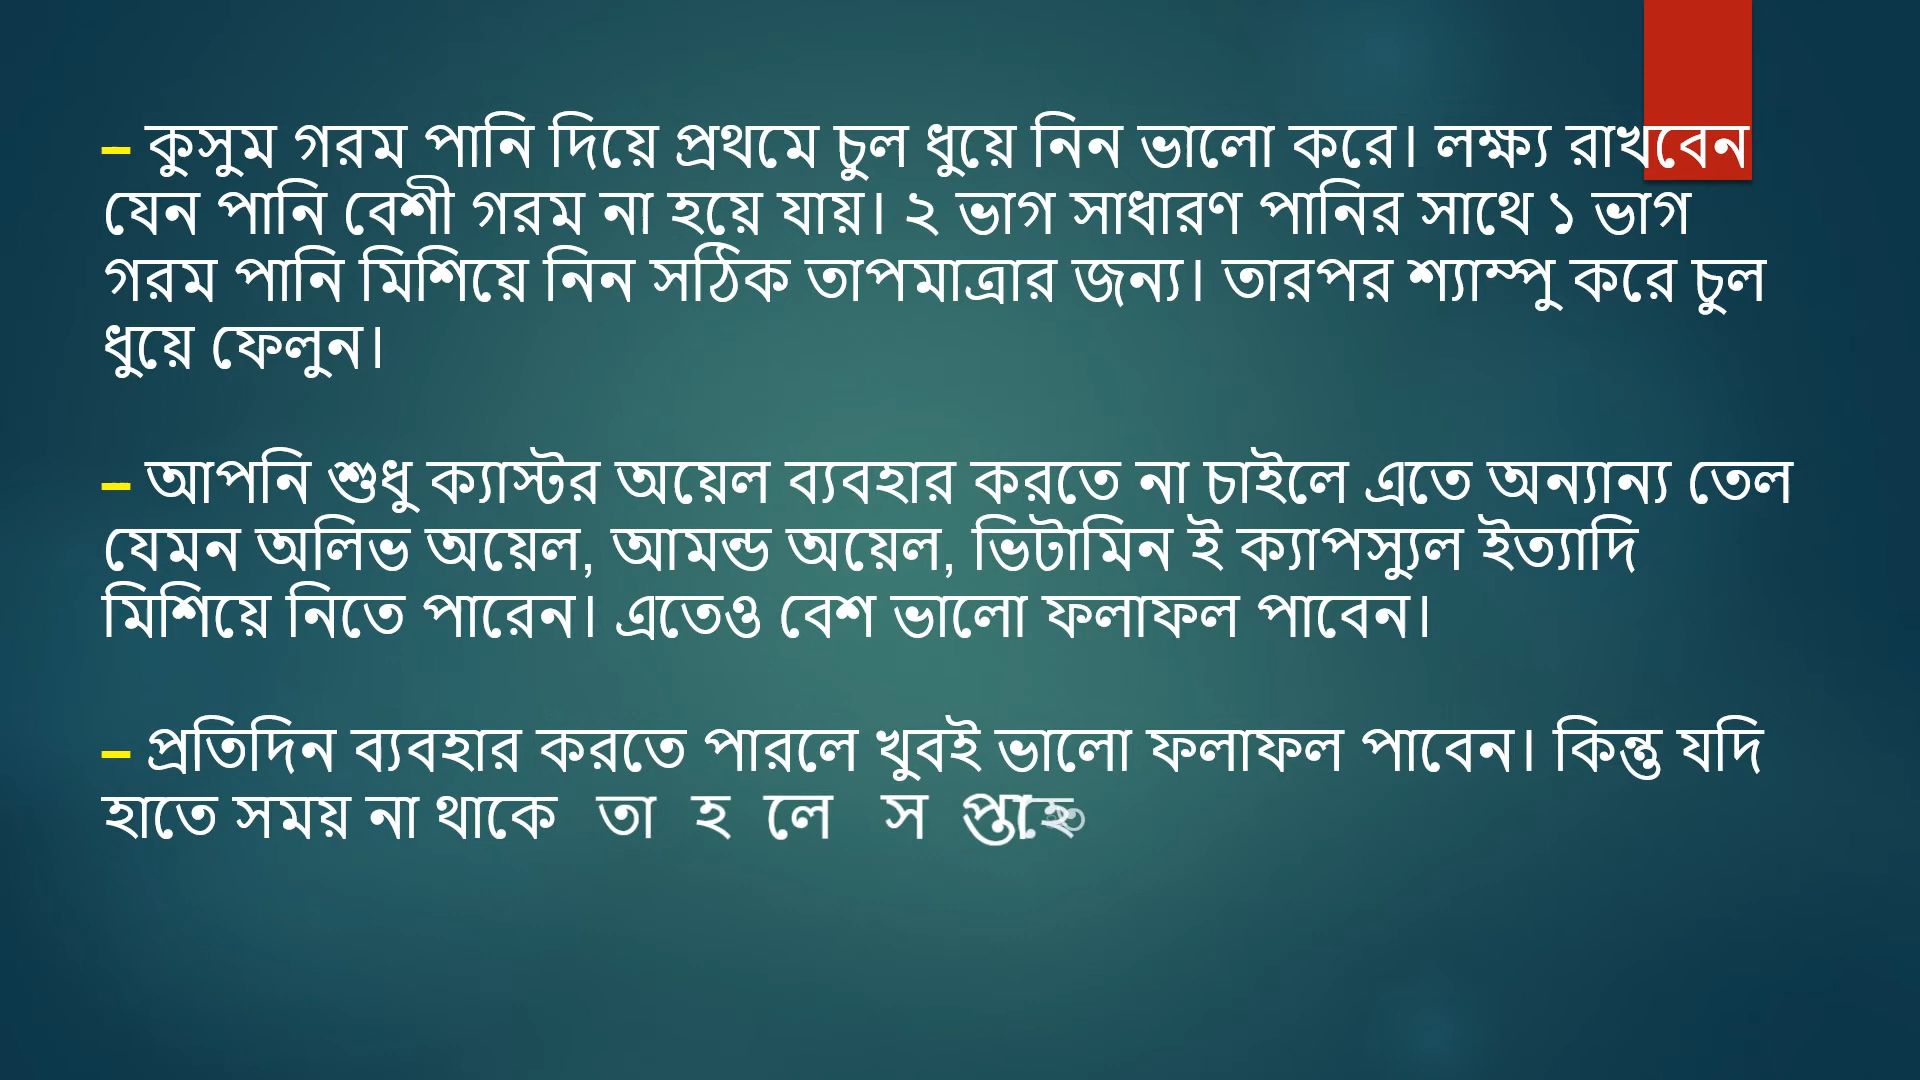 – কুসুম গরম পানি দিয়ে প্রথমে চুল ধুয়ে নিন ভালো করে। লক্ষ্য রাখবেন
যেন পানি বেশী গরম না হয়ে যায়। ২ ভাগ সাধারণ পানির সাথে ১ ভাগ
গরম পানি মিশিয়ে নিন সঠিক তাপমাত্রার জন্য। তারপর শ্যাম্পু করে চুল
ধুয়ে ফেলুন।
– আপনি শুধু ক্যাস্টর অয়েল ব্যবহার করতে না চাইলে এতে অন্যান্য তেল
যেমন অলিভ অয়েল, আমন্ড অয়েল, ভিটামিন ই ক্যাপস্যুল ইত্যাদি
মিশিয়ে নিতে পারেন। এতেও বেশ ভালো ফলাফল পাবেন।
– প্রতিদিন ব্যবহার করতে পারলে খুবই ভালো ফলাফল পাবেন। কিন্তু যদি
হাতে সময় না থাকে তাহলে সপ্তাহে